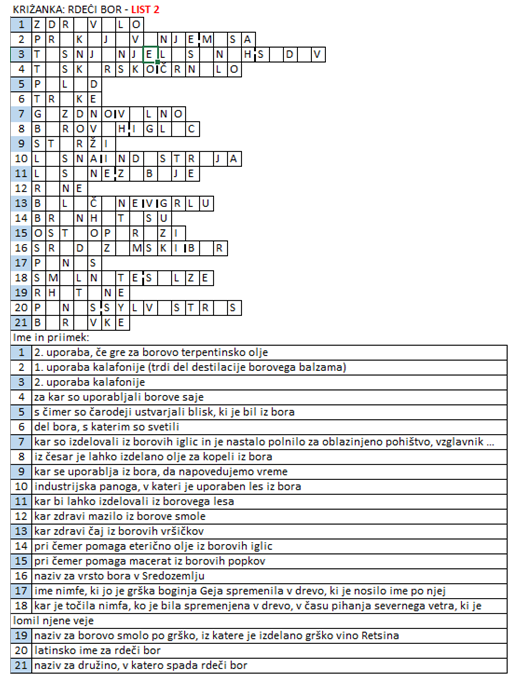 KRIŽANKA: RDEČI BOR - LIST 2
1 Z D R V L O
2 P R K J V N J E M S A
3 T S N J N J E L S N H S D V
4 T S K R S K O Č R N L O
5 P L D
6 T R K E
7 G Z D N O V L N O
8 B R O V H I G L C
9 S T R Ž I
10 L S N A I N D S T R J A
11 L S N E Z B J E
12 R N E
13 B L Č N E V G R L U
14 B R N H T S U
15 O S T O P R Z I
16 S R D Z M S K I B R
17 P N S
18 S M L N T E S L Z E
19 R H T N E
20 P N S S Y L V S T R S
21 B R V K E
Ime in priimek:
1 2. uporaba, če gre za borovo terpentinsko olje
2 1. uporaba kalafonije (trdi del destilacije borovega balzama)
3 2. uporaba kalafonije
4 za kar so uporabljali borove saje
5 s čimer so čarodeji ustvarjali blisk, ki je bil iz bora
6 del bora, s katerim so svetili
7 kar so izdelovali iz borovih iglic in je nastalo polnilo za oblazinjeno pohištvo, vzglavnik ...
8 iz česar je lahko izdelano olje za kopeli iz bora
9 kar se uporablja iz bora, da napovedujemo vreme
10 industrijska panoga, v kateri je uporaben les iz bora
11 kar bi lahko izdelovali iz borovega lesa
12 kar zdravi mazilo iz borove smole
13 kar zdravi čaj iz borovih vršičkov
14 pri čemer pomaga eterično olje iz borovih iglic
15 pri čemer pomaga macerat iz borovih popkov
16 naziv za vrsto bora v Sredozemlju
17 ime nimfe, ki jo je grška boginja Geja spremenila v drevo, ki je nosilo ime po njej
18 kar je točila nimfa, ko je bila spremenjena v drevo, v času pihanja severnega vetra, ki je
lomil njene veje
19 naziv za borovo smolo po grško, iz katere je izdelano grško vino Retsina
20 latinsko ime za rdeči bor
21 naziv za družino, v katero spada rdeči bor